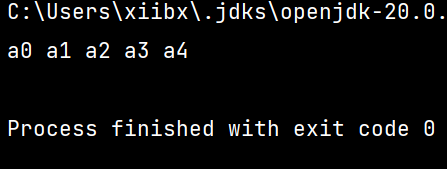 C:\Users\xiibx\.jdks\openjdk-20.0.
a0 a1 a2 a3 a4
Process finished with exit code 0